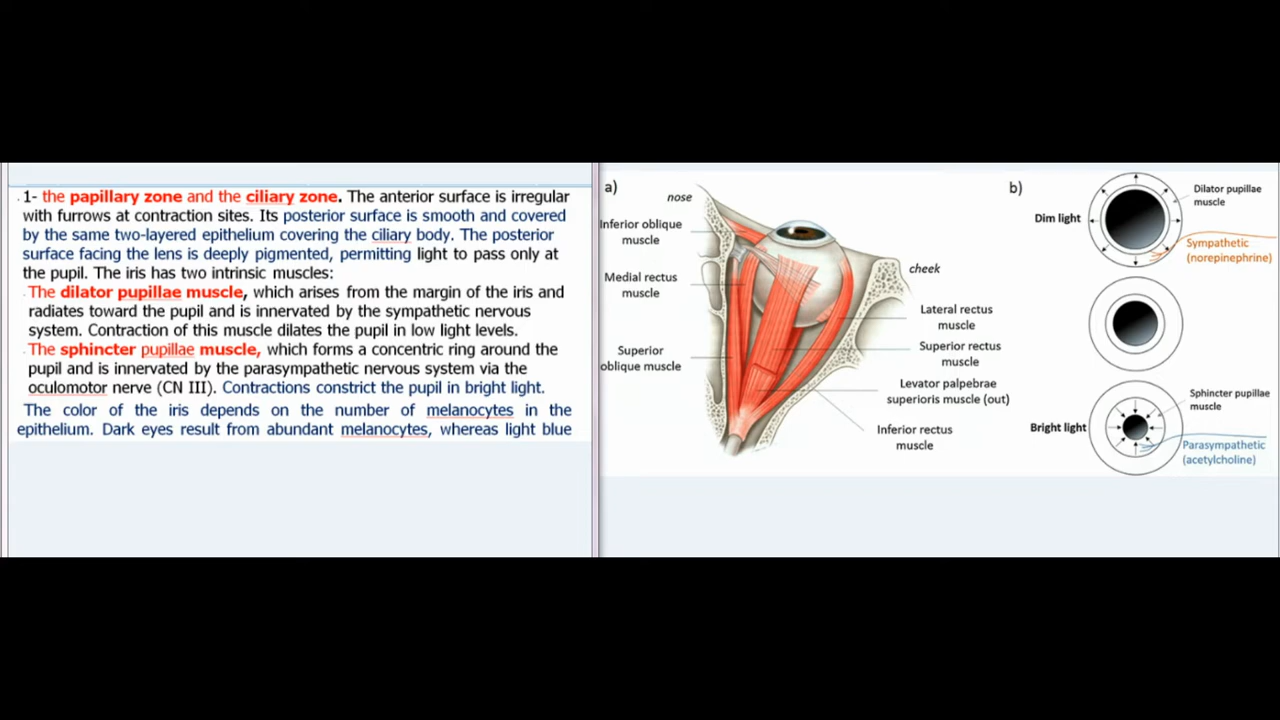 1- the papillary zone and the ciliary zone. The anterior surface is irregular
with furrows at contraction sites. Its posterior surface is smooth and covered
by the same two-layered epithelium covering the ciliary body. The posterior
surface facing the lens is deeply pigmented, permitting light to pass only at
the pupil. The iris has two intrinsic muscles:
The dilator pupillae muscle, which arises from the margin of the iris and
radiates toward the pupil and is innervated by the sympathetic nervous
system. Contraction of this muscle dilates the pupil in low light levels.
The sphincter pupillae muscle, which forms a concentric ring around the
pupil and is innervated by the parasympathetic nervous system via the
oculomotor nerve (CN III). Contractions constrict the pupil in bright light.
The color of the iris depends on the number of melanocytes in the
epithelium. Dark eyes result from abundant melanocytes, whereas light blue
a)
nose
Inferior oblique
muscle
Medial rectus
muscle
Superior
oblique muscle
cheek
Lateral rectus
muscle
Superior rectus
muscle
Levator palpebrae
superioris muscle (out)
Inferior rectus
muscle
b)
Dim light
Dilator pupillae
muscle
Sympathetic
(norepinephrine)
Bright light
Sphincter pupillae
muscle
Parasympathetic
(acetylcholine)